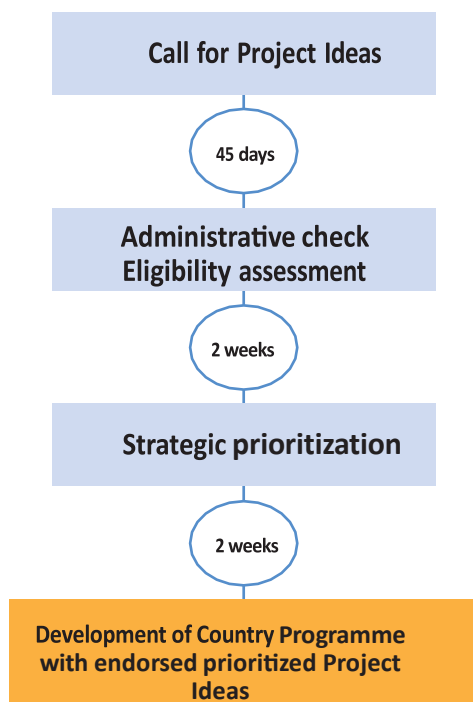 Call for Project Ideas
45 days
Administrative check
Eligibility assessment
2 weeks
Strategic prioritization
2 weeks
Development of Country Programme
with endorsed prioritized Project
Ideas